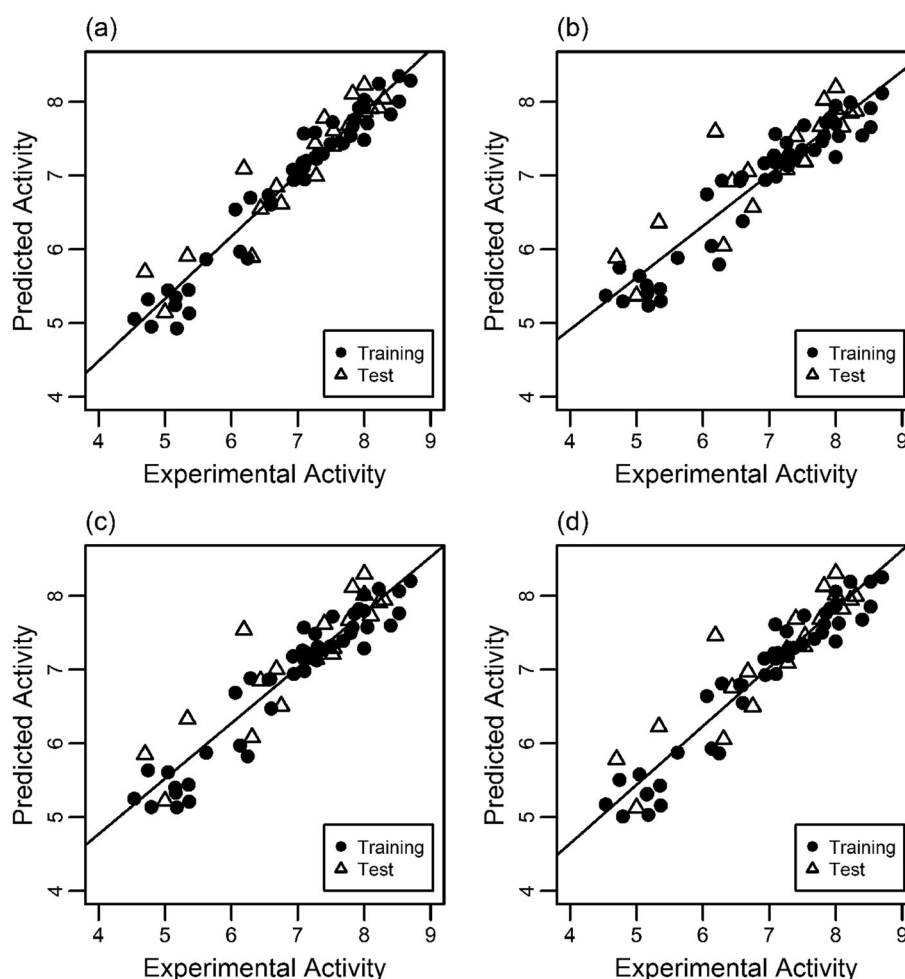 (a)
Predicted Activity
8
7
6
5
4
Training
Test
4 5 6 7 8 9
Experimental Activity
(b)
Predicted Activity
8
7
6
5
4
Training
Test
4 5 6 7 8 9
Experimental Activity
(c)
Predicted Activity
8
7
6
5
4
Training
Test
4 5 6 7 8 9
Experimental Activity
(d)
Predicted Activity
8
7
6
5
4
Training
Test
4 5 6 7 8 9
Experimental Activity